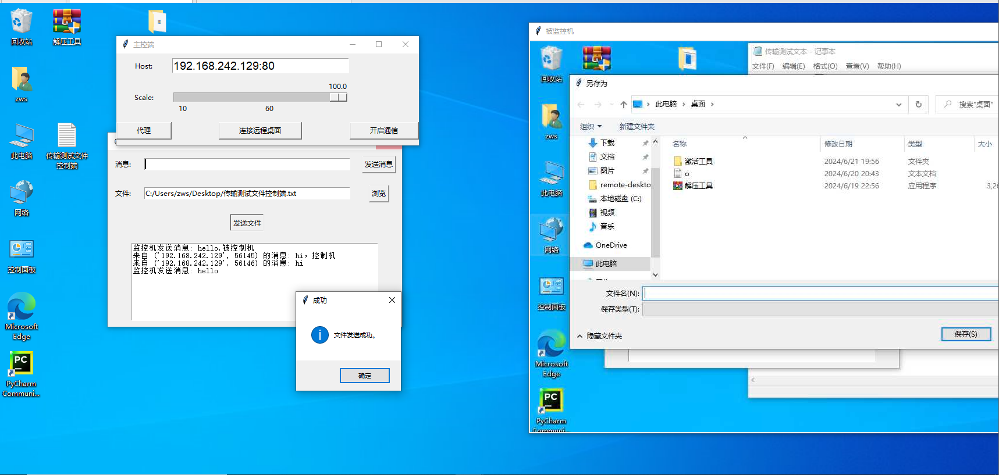 回收站
解压工具
zws
此电脑
传输测试文件
控制端
网络
控制面板
Microsoft
Edge
PyCharm
Communi...
主控端
Host:
192.168.242.129:80
100.0
Scale:
10
60
代理
连接远程桌面
开启通信
消息:
发送消息
文件:
C:/Users/zws/Desktop/传输测试文件控制端.txt
浏览
发送文件
监控机发送消息: hello,被控制机
来自 ('192.168.242.129', 56145) 的消息: hi，控制机
来自 ('192.168.242.129', 56146) 的消息: hi
监控机发送消息: hello
成功
文件发送成功。
确定
被监控机
回收站
zws
此电脑
网络
控制面板
Microsoft
Edge
PyCharm
Communi...
传输测试文本 - 记事本
文件(F) 编辑(E) 格式(O) 查看(V) 帮助(H)
另存为
此电脑 › 桌面 ›
搜索"桌面"
组织
新建文件夹
下载
文档
图片
remote-deskto
本地磁盘 (C:)
视频
音乐
OneDrive
此电脑
名称 修改日期 类型 大小
激活工具 2024/6/21 19:56 文件夹
o 2024/6/20 20:43 文本文档
解压工具 2024/6/19 22:56 应用程序 3,26
文件名(N):
保存类型(T):
隐藏文件夹
保存(S)